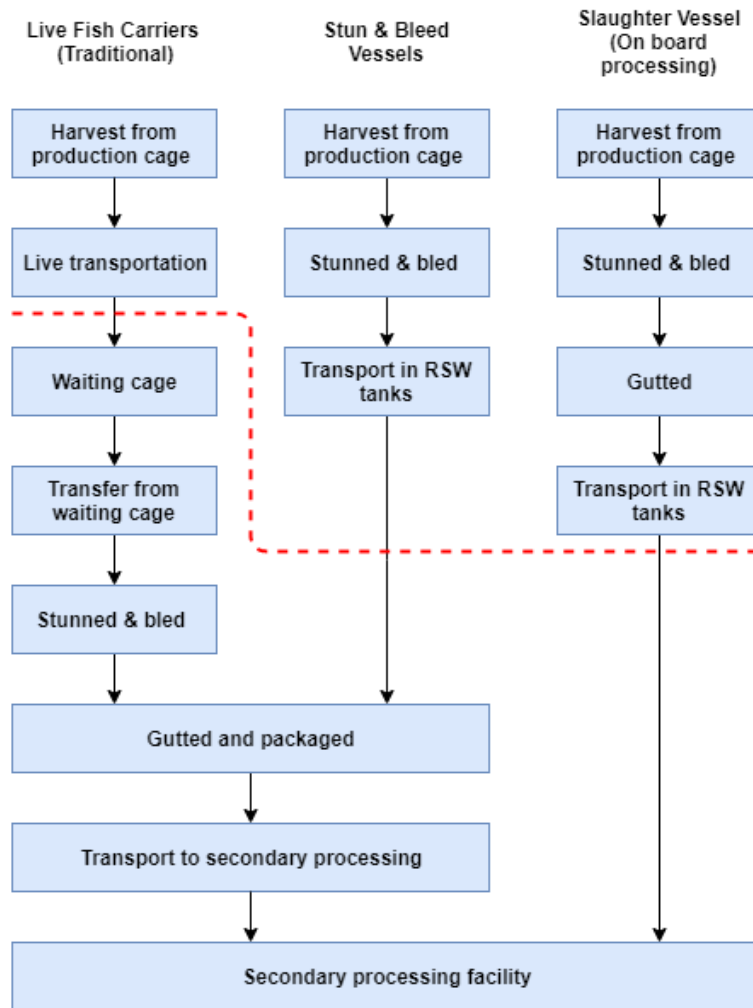 Live Fish Carriers
(Traditional)
Stun & Bleed
Vessels
Slaughter Vessel
(On board
processing)
Harvest from
production cage
Harvest from
production cage
Harvest from
production cage
Live transportation
Stunned & bled
Stunned & bled
Waiting cage
Transport in RSW
tanks
Gutted
Transfer from
waiting cage
Transport in RSW
tanks
Stunned & bled
Gutted and packaged
Transport to secondary processing
Secondary processing facility